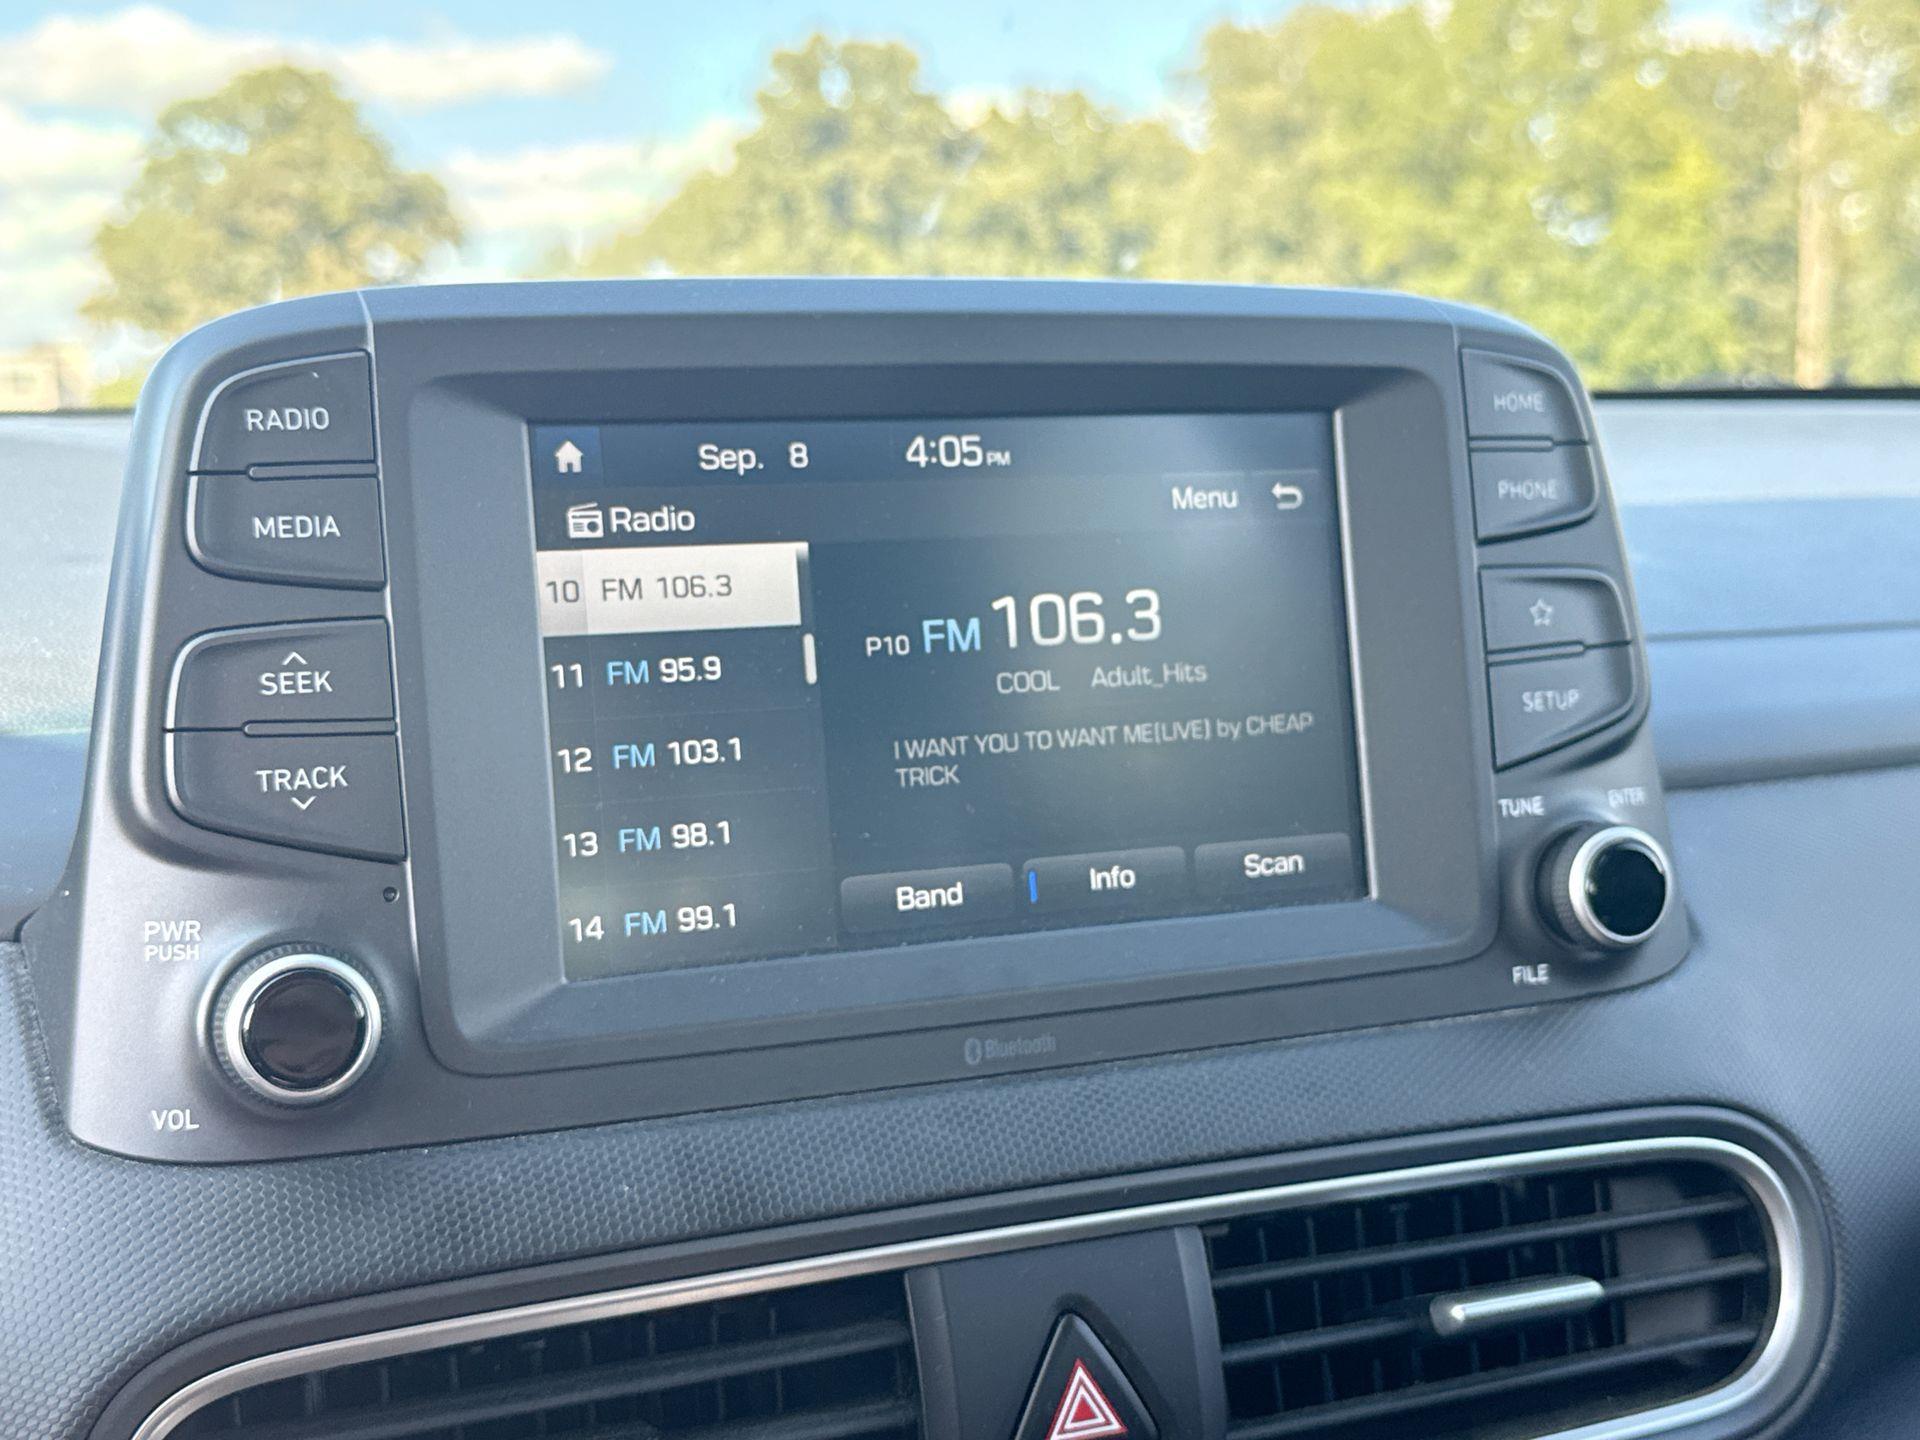 RADIO
MEDIA
SEEK
TRACK
PWR
PUSH
VOL
Sep. 8 4:05 PM
Radio
Menu
10 FM 106.3
11 FM 95.9
12 FM 103.1
13 FM 98.1
14 FM 99.1
P10 FM 106.3
COOL Adult_Hits
I WANT YOU TO WANT ME(LIVE) by CHEAP
TRICK
Band
Info
Scan
Bluetooth
HOME
PHONE
SETUP
TUNE
ENTER
FILE